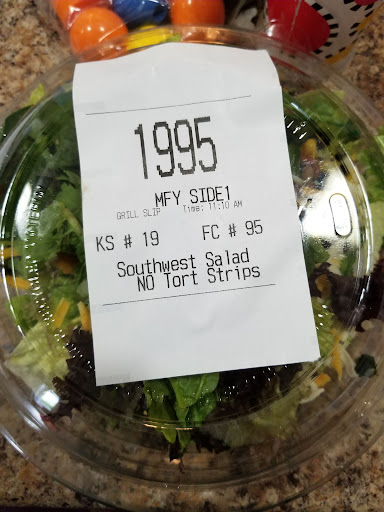 1995
MFY SIDE1
GRILL SLIP Time: 11:10 AM
KS # 19 FC # 95
Southwest Salad
NO Tort Strips